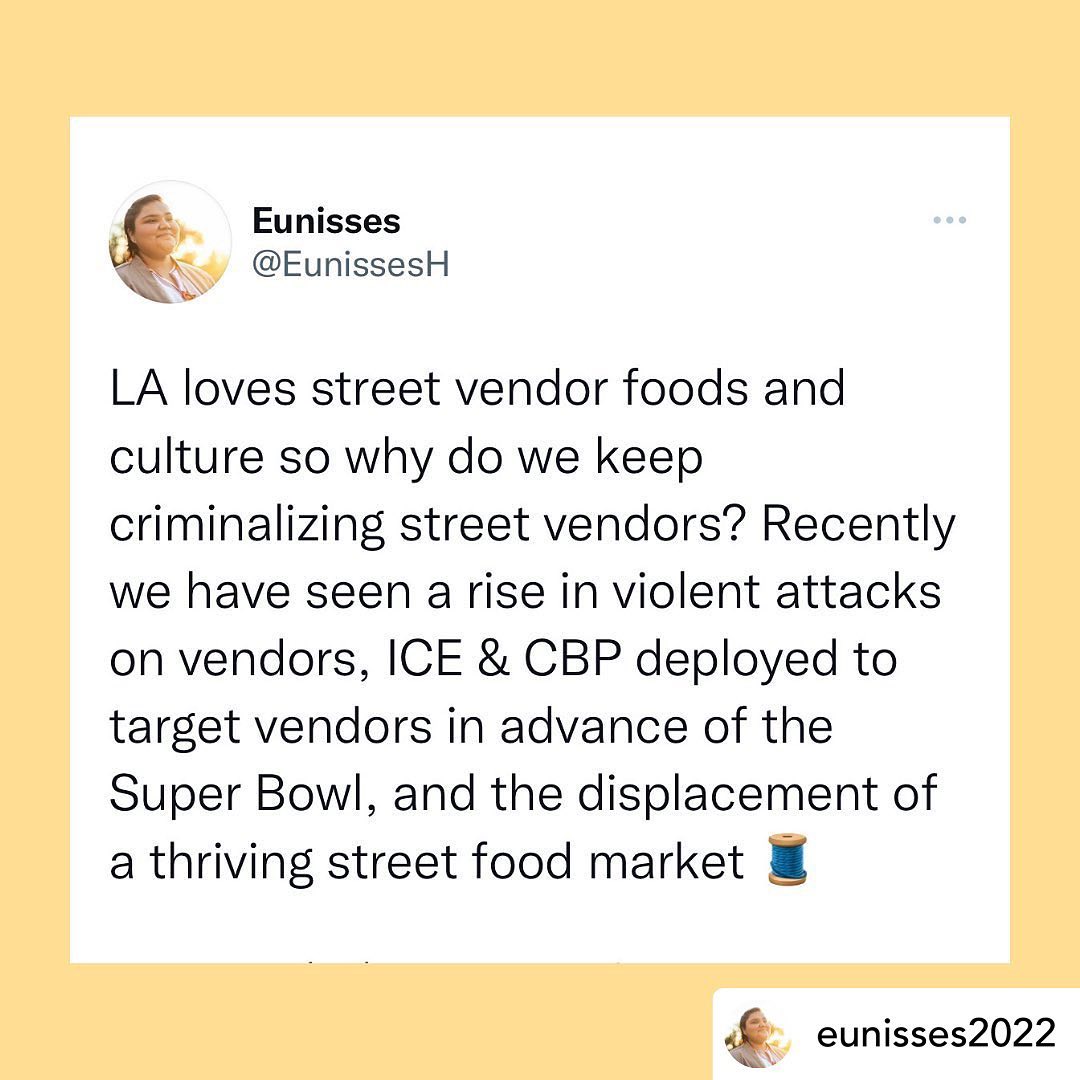 Eunisses
@EunissesH
LA loves street vendor foods and
culture so why do we keep
criminalizing street vendors? Recently
we have seen a rise in violent attacks
on vendors, ICE & CBP deployed to
target vendors in advance of the
Super Bowl, and the displacement of
a thriving street food market 🧵
eunisses2022